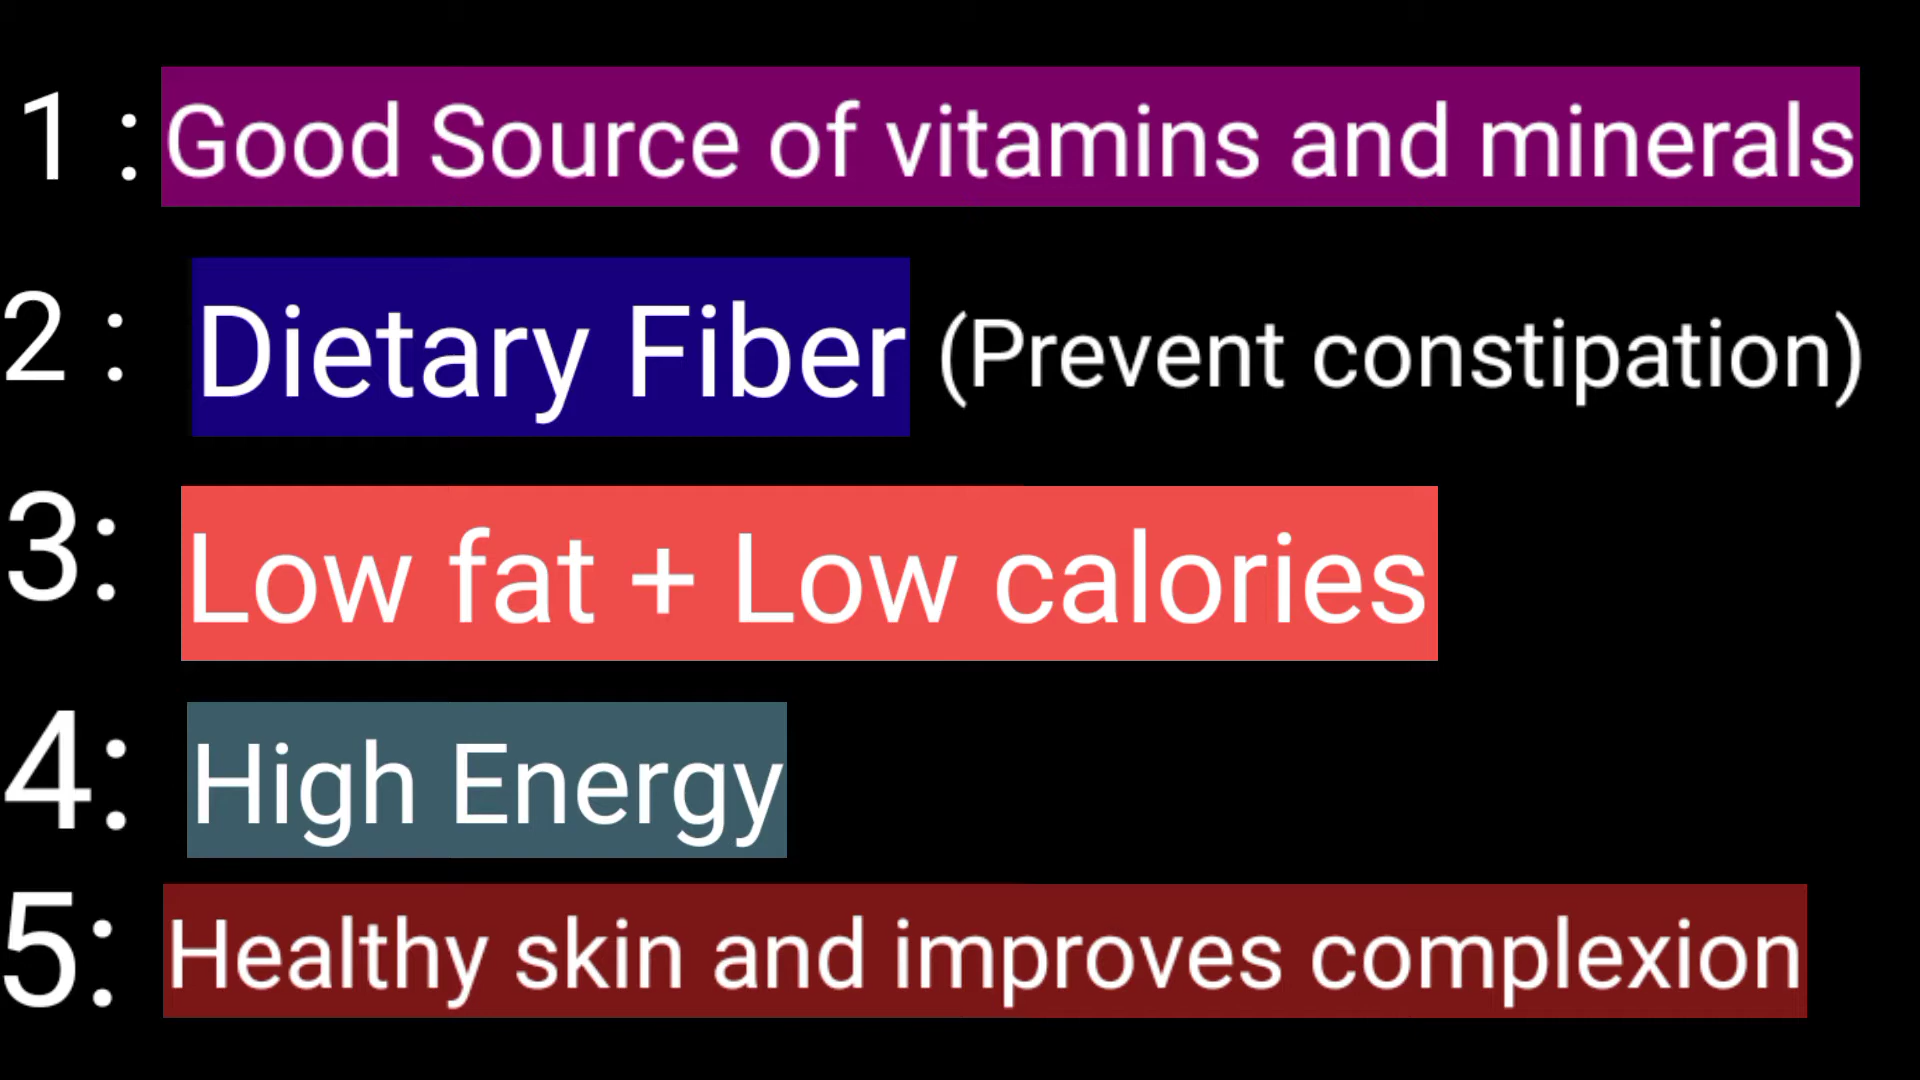 1 : Good Source of vitamins and minerals
2 : Dietary Fiber (Prevent constipation)
3: Low fat + Low calories
4: High Energy
5: Healthy skin and improves complexion